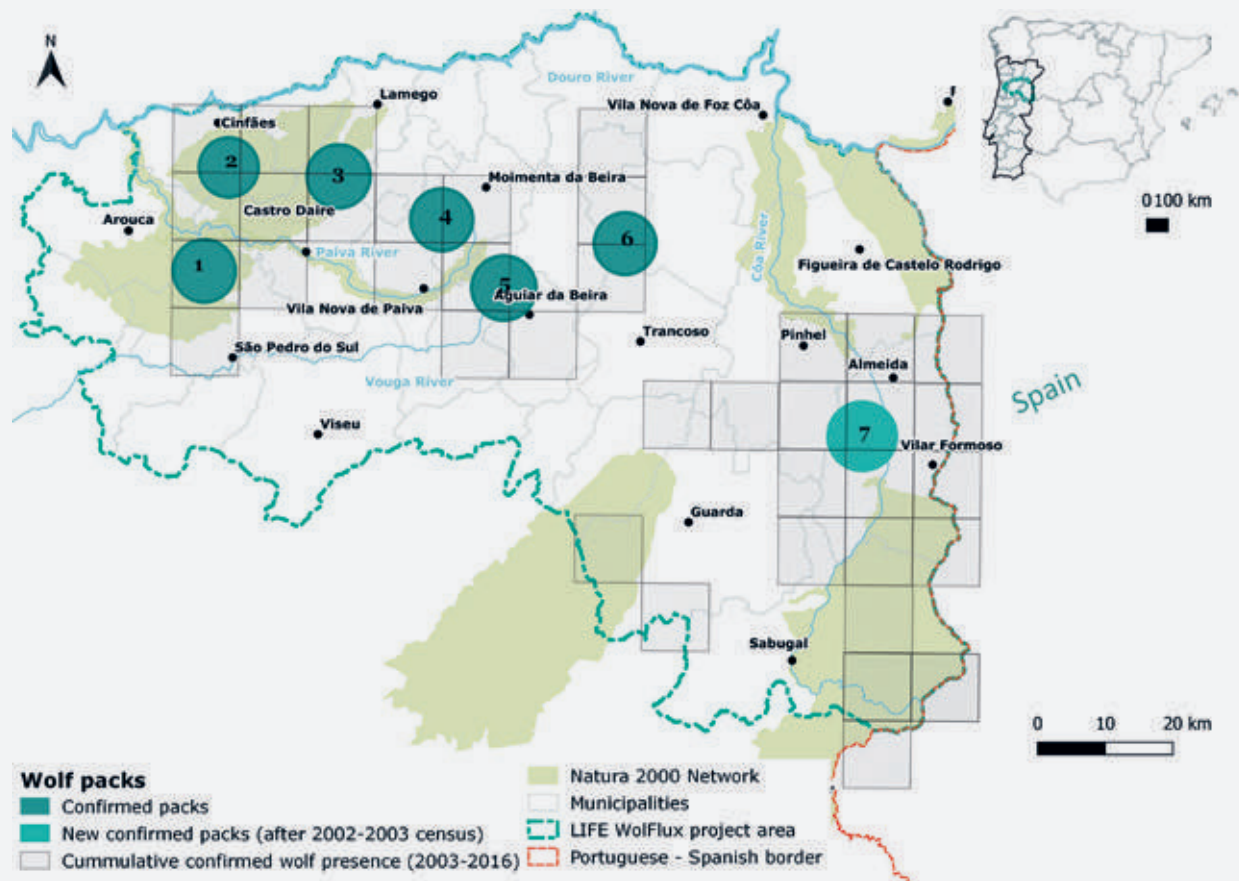 N
Douro River
Lamego
Vila Nova de Foz Côa
Cinfães
2
3
Moimenta da Beira
0 100 km
Arouca
Castro Daire
4
6
Paiva River
Côa River
1
5
Figueira de Castelo Rodrigo
Vila Nova de Paiva
Aguiar da Beira
Trancoso
Pinhel
São Pedro do Sul
Almeida
Vouga River
Spain
Viseu
7
Vilar Formoso
Guarda
Sabugal
0 10 20 km
Wolf packs
Confirmed packs
New confirmed packs (after 2002-2003 census)
Cummulative confirmed wolf presence (2003-2016)
Natura 2000 Network
Municipalities
LIFE WolFlux project area
Portuguese - Spanish border